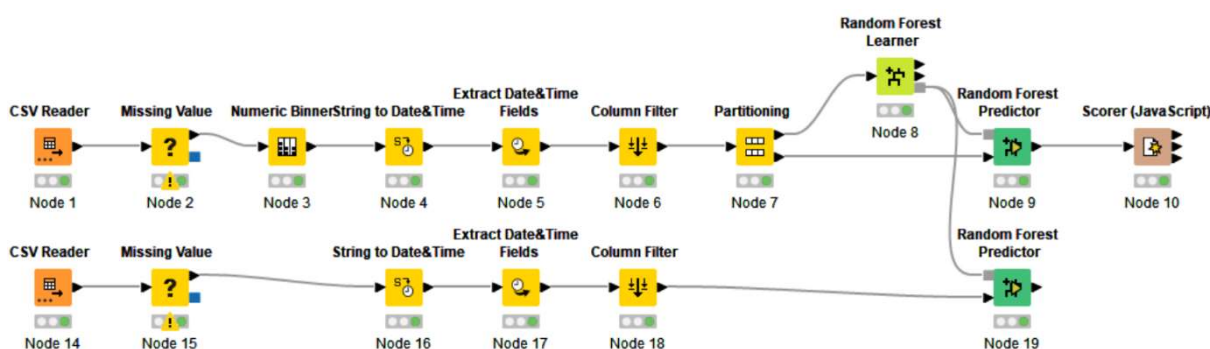 Random Forest
Learner
Node 8
CSV Reader
Node 1
Missing Value
?
Node 2
Numeric Binner
Node 3
String to Date&Time
S
Node 4
Extract Date&Time
Fields
Node 5
Column Filter
Node 6
Partitioning
Node 7
Random Forest
Predictor
Node 9
Scorer (JavaScript)
Node 10
CSV Reader
Node 14
Missing Value
?
Node 15
String to Date&Time
S
Node 16
Extract Date&Time
Fields
Node 17
Column Filter
Node 18
Random Forest
Predictor
Node 19